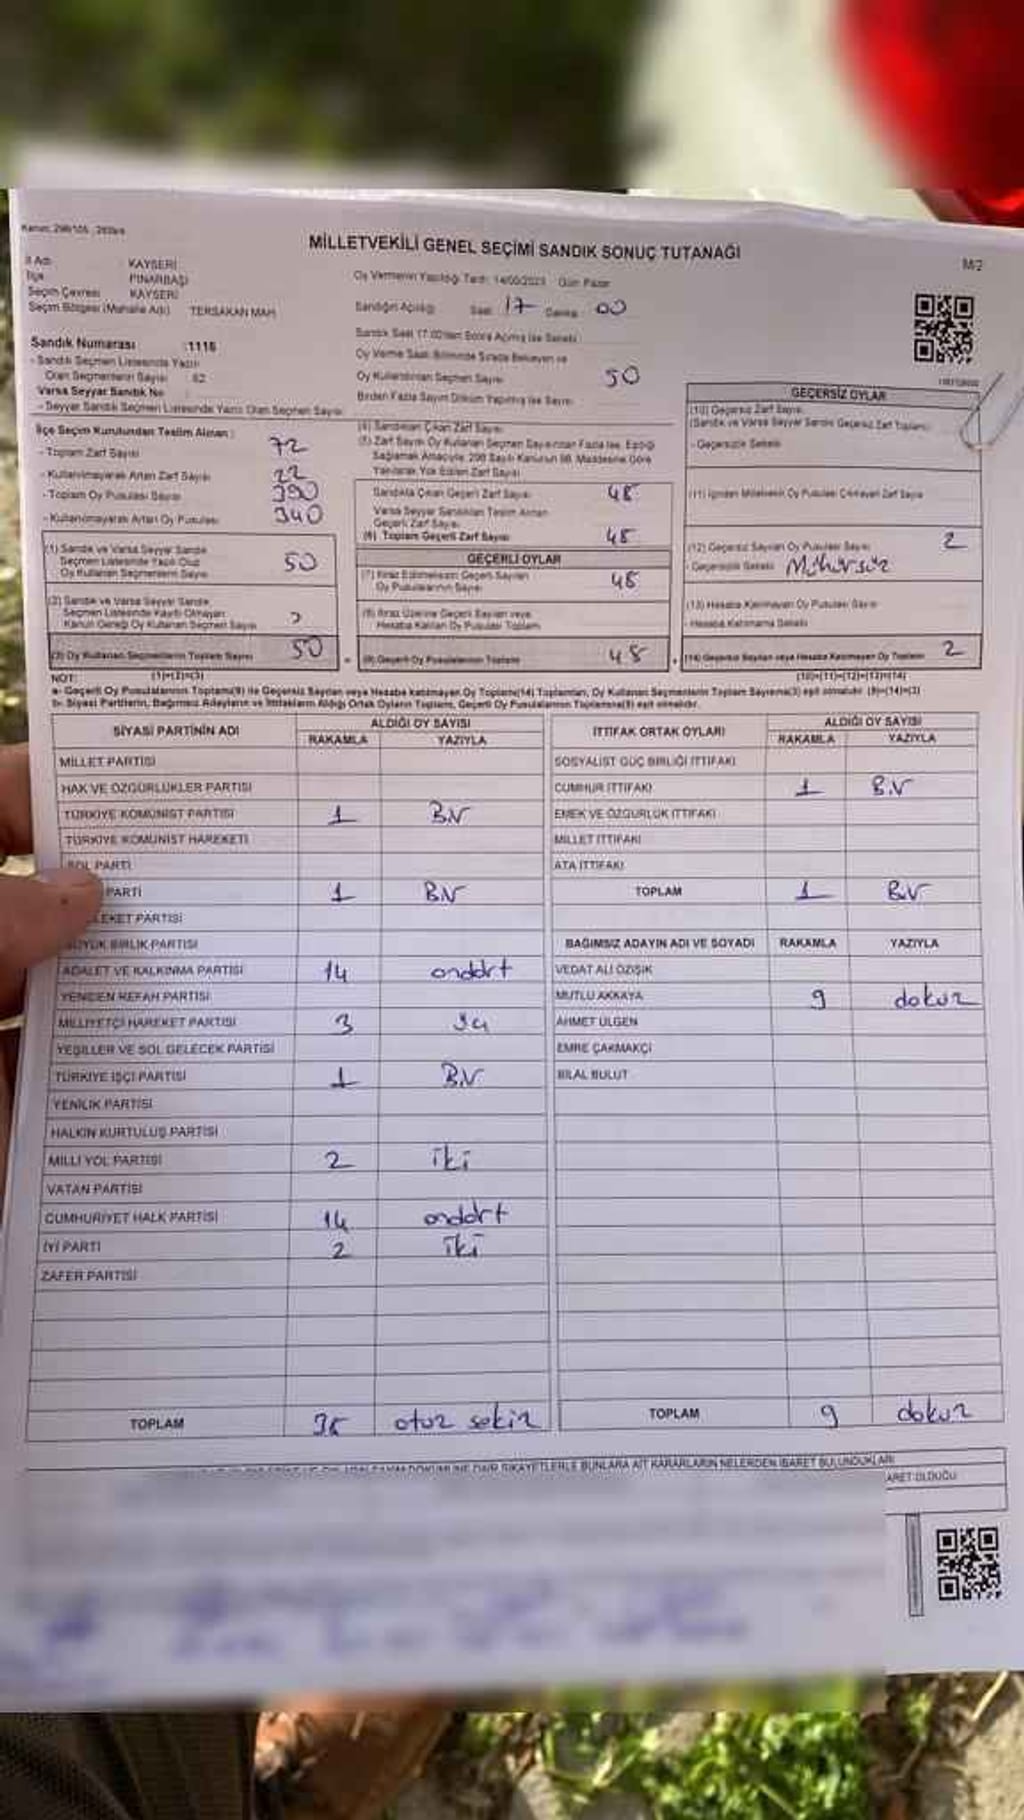 MİLLETVEKİLİ GENEL SEÇİMİ SANDIK SONUÇ TUTANAĞI
M/2
İl Adı : KAYSERİ
İlçe : PINARBAŞI
Seçim Çevresi : KAYSERİ
Seçim Bölgesi (Mahalle Adı) : TERSAKAN MAH
Oy Vermenin Yapıldığı Tarih: 14/05/2023 Gün Pazar
Sandığın Açılışı Saat 17 Dakika 00
Sandık Numarası :1116
- Sandık Seçmen Listesinde Yazılı
Olan Seçmenlerin Sayısı : 62
Varsa Seyyar Sandık No
- Seyyar Sandık Seçmen Listesinde Yazılı Olan Seçmen Sayısı
Sandık Saat 17.00'den Sonra Açılmış İse Sebebi
Oy Verme Saati Bitiminde Sırada Bekleyen ve
Oy Kullandırılan Seçmen Sayısı 50
Birden Fazla Sayım Döküm Yapılmış İse Sayısı
İlçe Seçim Kurulundan Teslim Alınan :
- Toplam Zarf Sayısı 72
- Kullanılmayarak Artan Zarf Sayısı 22
- Toplam Oy Pusulası Sayısı 390
- Kullanılmayarak Artan Oy Pusulası 340
(1) Sandık ve Varsa Seyyar Sandık
Seçmen Listesinde Yazılı Olup
Oy Kullanan Seçmenlerin Sayısı 50
(2) Sandık ve Varsa Seyyar Sandık
Seçmen Listesinde Kayıtlı Olmayan
Kanun Gereği Oy Kullanan Seçmen Sayısı
(3) Oy Kullanan Seçmenlerin Toplam Sayısı 50
(4) Sandıktan Çıkan Zarf Sayısı
(5) Zarf Sayısı Oy Kullanan Seçmen Sayısından Fazla İse, Eşitliği
Sağlamak Amacıyla, 298 Sayılı Kanunun 98. Maddesine Göre
Yakılarak Yok Edilen Zarf Sayısı
Sandıkta Çıkan Geçerli Zarf Sayısı 48
Varsa Seyyar Sandıktan Teslim Alınan
Geçerli Zarf Sayısı
(6) Toplam Geçerli Zarf Sayısı 48
GEÇERLİ OYLAR
(7) İtiraz Edilmeksizin Geçerli Sayılan
Oy Pusulalarının Sayısı 48
(8) İtiraz Üzerine Geçerli Sayılan veya
Hesaba Katılan Oy Pusulası Toplamı
(9) Geçerli Oy Pusulalarının Toplamı 48
GEÇERSİZ OYLAR
(10) Geçersiz Zarf Sayısı
(Sandık ve Varsa Seyyar Sandık Geçersiz Zarf Toplamı)
- Geçersizlik Sebebi
(11) İçinden Milletvekili Oy Pusulası Çıkmayan Zarf Sayısı
(12) Geçersiz Sayılan Oy Pusulası Sayısı 2
- Geçersizlik Sebebi Mühürsüz
(13) Hesaba Katılmayan Oy Pusulası Sayısı
- Hesaba Katılmama Sebebi
(14) Geçersiz Sayılan veya Hesaba Katılmayan Oy Toplamı 2
NOT: (1)+(2)=(3) (10)+(11)+(12)+(13)=(14)
a- Geçerli Oy Pusulalarının Toplamı(9) ile Geçersiz Sayılan veya Hesaba katılmayan Oy Toplamı(14) Toplamları, Oy Kullanan Seçmenlerin Toplam Sayısına(3) eşit olmalıdır. (9)+(14)=(3)
b- Siyasi Partilerin, Bağımsız Adayların ve İttifakların Aldığı Ortak Oyların Toplamı, Geçerli Oy Pusulalarının Toplamına(9) eşit olmalıdır.
SİYASİ PARTİNİN ADI ALDIĞI OY SAYISI
RAKAMLA YAZIYLA
MİLLET PARTİSİ
HAK VE ÖZGÜRLÜKLER PARTİSİ
TÜRKİYE KOMÜNİST PARTİSİ 1 BİR
TÜRKİYE KOMÜNİST HAREKETİ
SOL PARTİ
PARTİ 1 BİR
LEKET PARTİSİ
BÜYÜK BİRLİK PARTİSİ
ADALET VE KALKINMA PARTİSİ 14 ondört
YENİDEN REFAH PARTİSİ
MİLLİYETÇİ HAREKET PARTİSİ 3 üç
YEŞİLLER VE SOL GELECEK PARTİSİ
TÜRKİYE İŞÇİ PARTİSİ 1 BİR
YENİLİK PARTİSİ
HALKIN KURTULUŞ PARTİSİ
MİLLİ YOL PARTİSİ 2 iki
VATAN PARTİSİ
CUMHURİYET HALK PARTİSİ 14 ondört
İYİ PARTİ 2 iki
ZAFER PARTİSİ
TOPLAM 38 otuz sekiz
İTTİFAK ORTAK OYLARI ALDIĞI OY SAYISI
RAKAMLA YAZIYLA
SOSYALİST GÜÇ BİRLİĞİ İTTİFAKI
CUMHUR İTTİFAKI 1 BİR
EMEK VE ÖZGÜRLÜK İTTİFAKI
MİLLET İTTİFAKI
ATA İTTİFAKI
TOPLAM 1 BİR
BAĞIMSIZ ADAYIN ADI VE SOYADI RAKAMLA YAZIYLA
VEDAT ALİ ÖZIŞIK
MUTLU AKKAYA 9 dokuz
AHMET ÜLGEN
EMRE ÇAKMAKÇI
BİLAL BULUT
TOPLAM 9 dokuz
ŞİKAYETLERLE BUNLARA AİT KARARLARIN NELERDEN İBARET BULUNDUKLARI